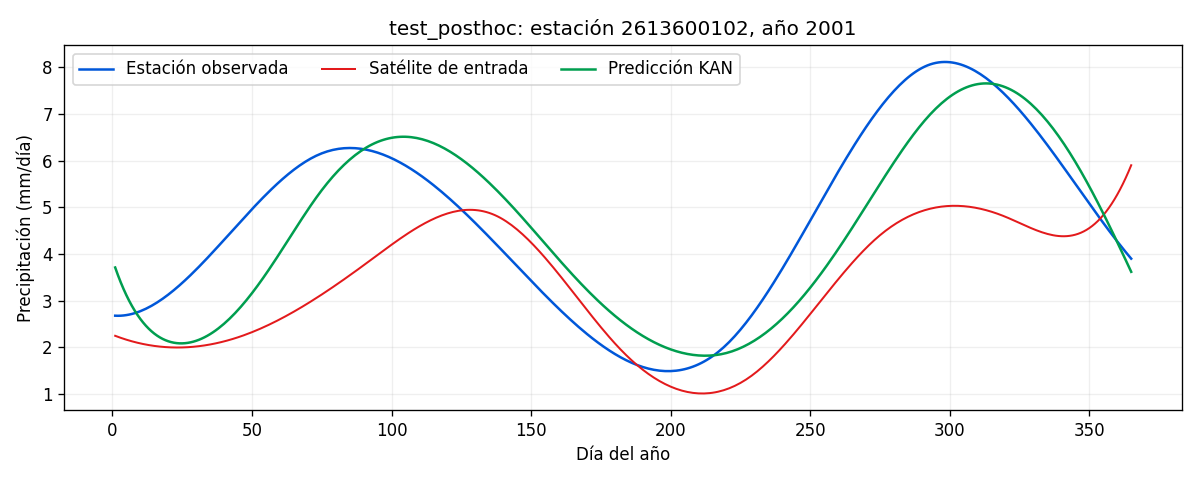 test_posthoc: estación 2613600102, año 2001
Estación observada Satélite de entrada Predicción KAN
Precipitación (mm/día)
8
7
6
5
4
3
2
1
0 50 100 150 200 250 300 350
Día del año